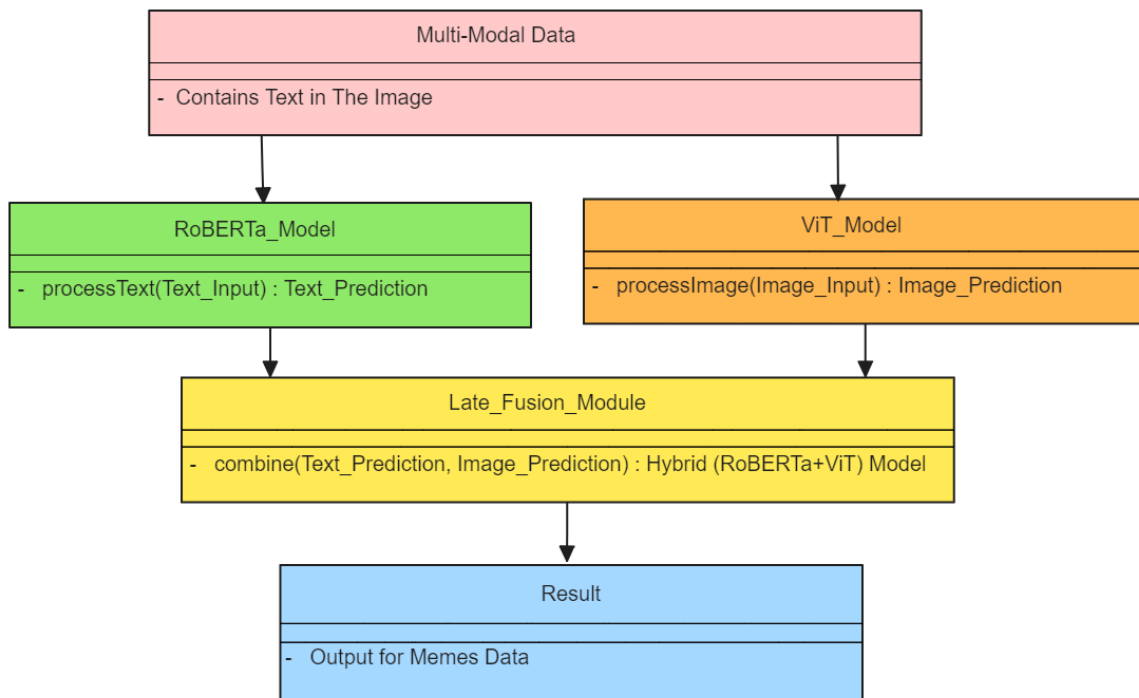 Multi-Modal Data
- Contains Text in The Image
RoBERTa_Model
- processText(Text_Input) : Text_Prediction
ViT_Model
- processImage(Image_Input) : Image_Prediction
Late_Fusion_Module
- combine(Text_Prediction, Image_Prediction) : Hybrid (RoBERTa+ViT) Model
Result
- Output for Memes Data